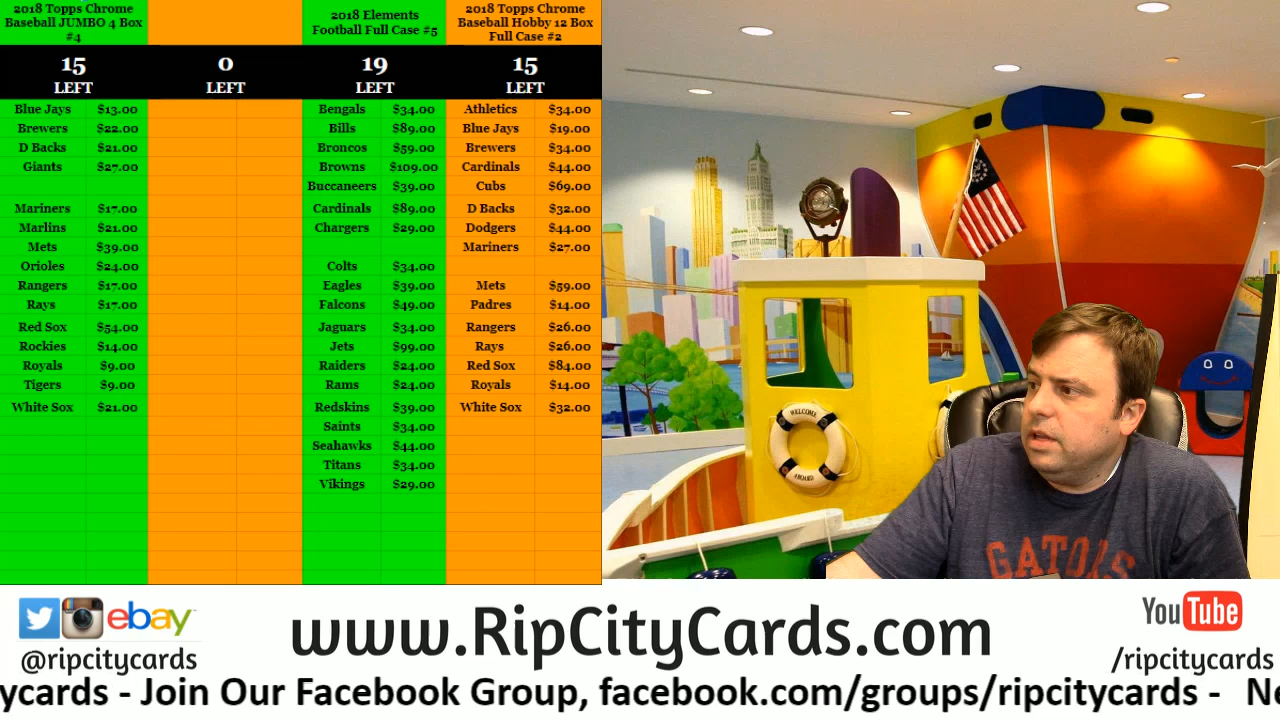 2018 Topps Chrome
Baseball JUMBO 4 Box
#4
15
LEFT
Blue Jays $13.00
Brewers $22.00
D Backs $21.00
Giants $27.00
Mariners $17.00
Marlins $21.00
Mets $39.00
Orioles $24.00
Rangers $17.00
Rays $17.00
Red Sox $54.00
Rockies $14.00
Royals $9.00
Tigers $9.00
White Sox $21.00
0
LEFT
2018 Elements
Football Full Case #5
19
LEFT
Bengals $34.00
Bills $89.00
Broncos $59.00
Browns $109.00
Buccaneers $39.00
Cardinals $89.00
Chargers $29.00
Colts $34.00
Eagles $39.00
Falcons $49.00
Jaguars $34.00
Jets $99.00
Raiders $24.00
Rams $24.00
Redskins $39.00
Saints $34.00
Seahawks $44.00
Titans $34.00
Vikings $29.00
2018 Topps Chrome
Baseball Hobby 12 Box
Full Case #2
15
LEFT
Athletics $34.00
Blue Jays $19.00
Brewers $34.00
Cardinals $44.00
Cubs $69.00
D Backs $32.00
Dodgers $44.00
Mariners $27.00
Mets $59.00
Padres $14.00
Rangers $26.00
Rays $26.00
Red Sox $84.00
Royals $14.00
White Sox $32.00
WELCOME
ABOARD
GATORS
ebay
@ripcitycards
www.RipCityCards.com
YouTube
/ripcitycards
ycards - Join Our Facebook Group, facebook.com/groups/ripcitycards - Ne